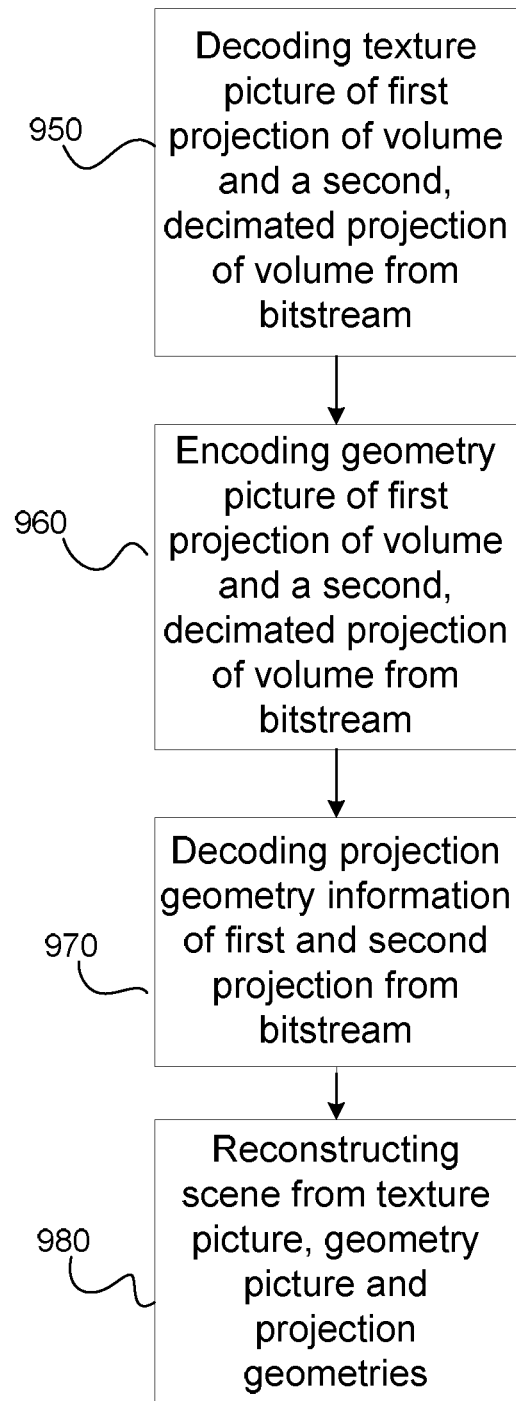 Decoding texture
picture of first
projection of volume
and a second,
decimated projection
of volume from
bitstream
950
Encoding geometry
picture of first
projection of volume
and a second,
decimated projection
of volume from
bitstream
960
Decoding projection
geometry information
of first and second
projection from
bitstream
970
Reconstructing
scene from texture
picture, geometry
picture and
projection
geometries
980